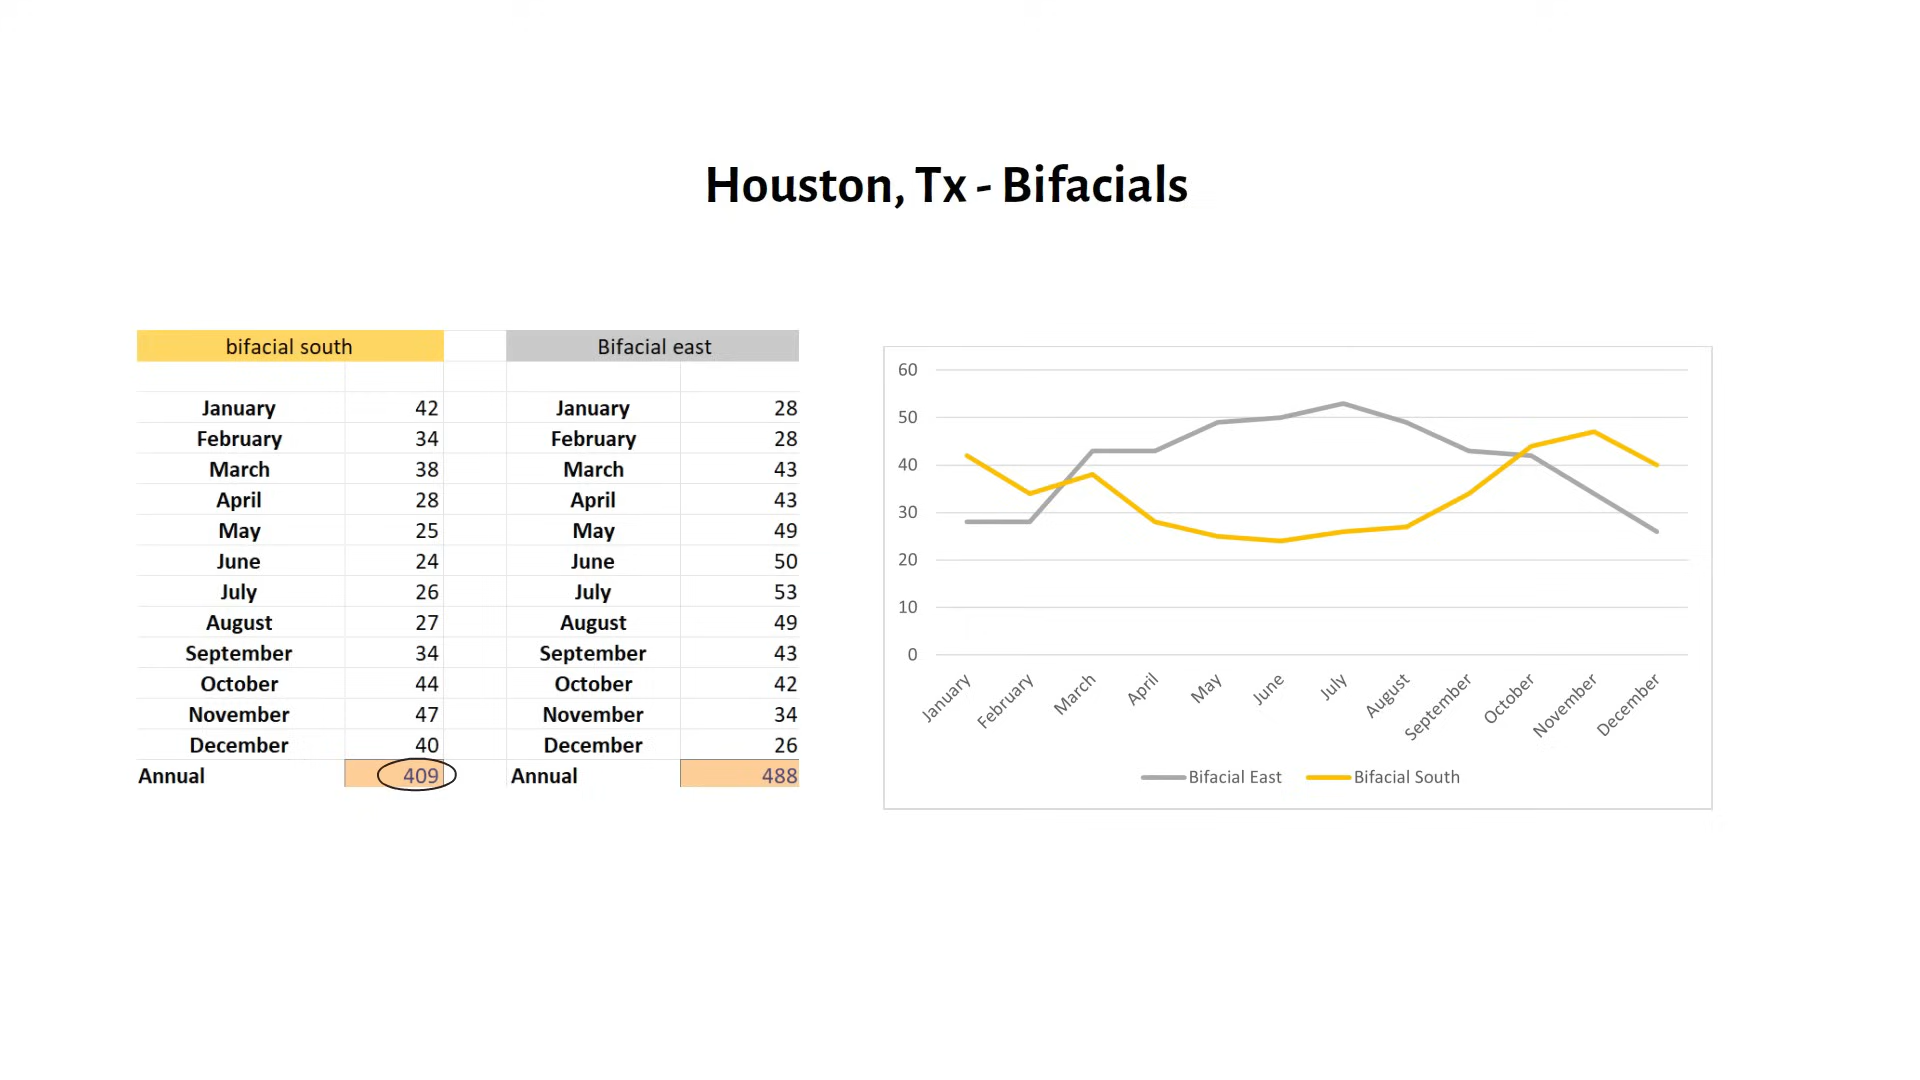 Houston, Tx - Bifacials
bifacial south Bifacial east
January 42 January 28
February 34 February 28
March 38 March 43
April 28 April 43
May 25 May 49
June 24 June 50
July 26 July 53
August 27 August 49
September 34 September 43
October 44 October 42
November 47 November 34
December 40 December 26
Annual 409 Annual 488
60
50
40
30
20
10
0
January February March April May June July August September October November December
Bifacial East Bifacial South